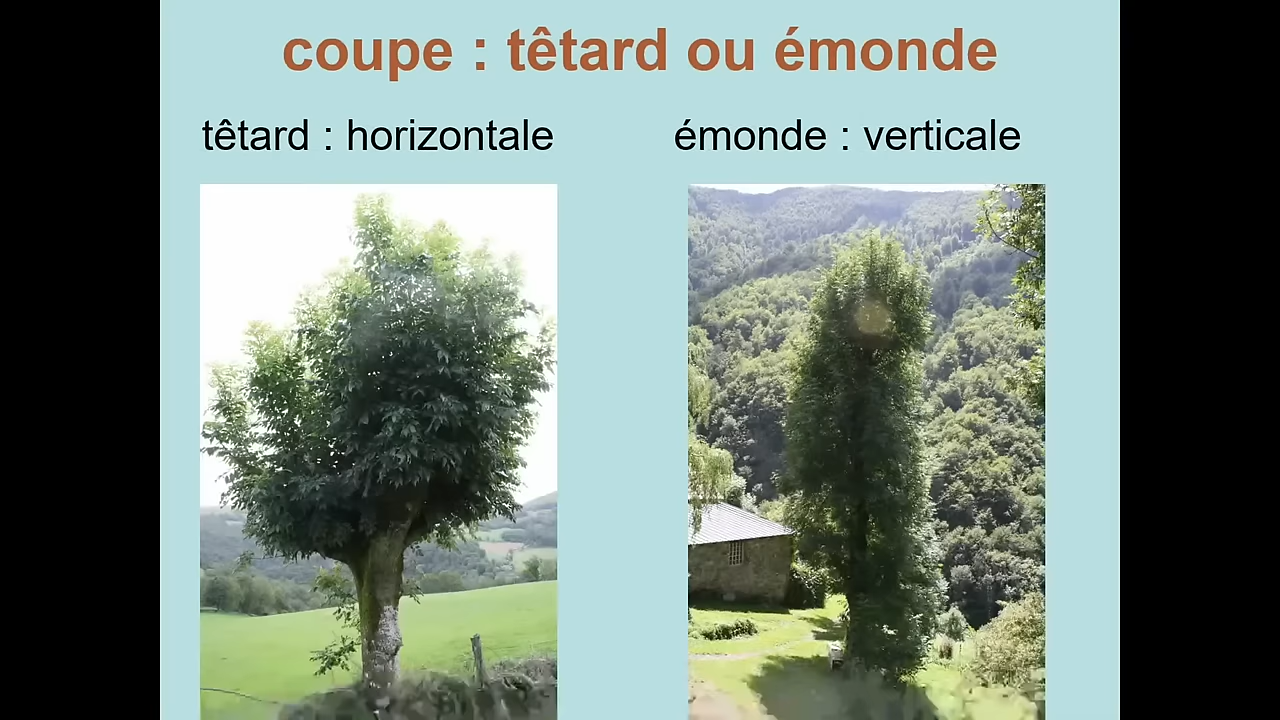 coupe : têtard ou émonde
têtard : horizontale
émonde : verticale